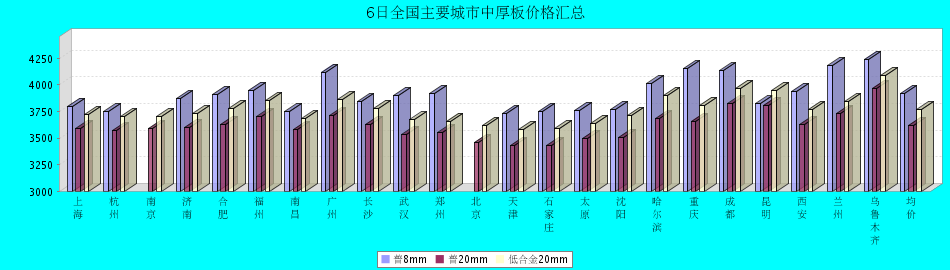 6日全国主要城市中厚板价格汇总
4250
4000
3750
3500
3250
3000
上海 杭州 南京 济南 合肥 福州 南昌 广州 长沙 武汉 郑州 北京 天津 石家庄 太原 沈阳 哈尔滨 重庆 成都 昆明 西安 兰州 乌鲁木齐 均价
普8mm 普20mm 低合金20mm